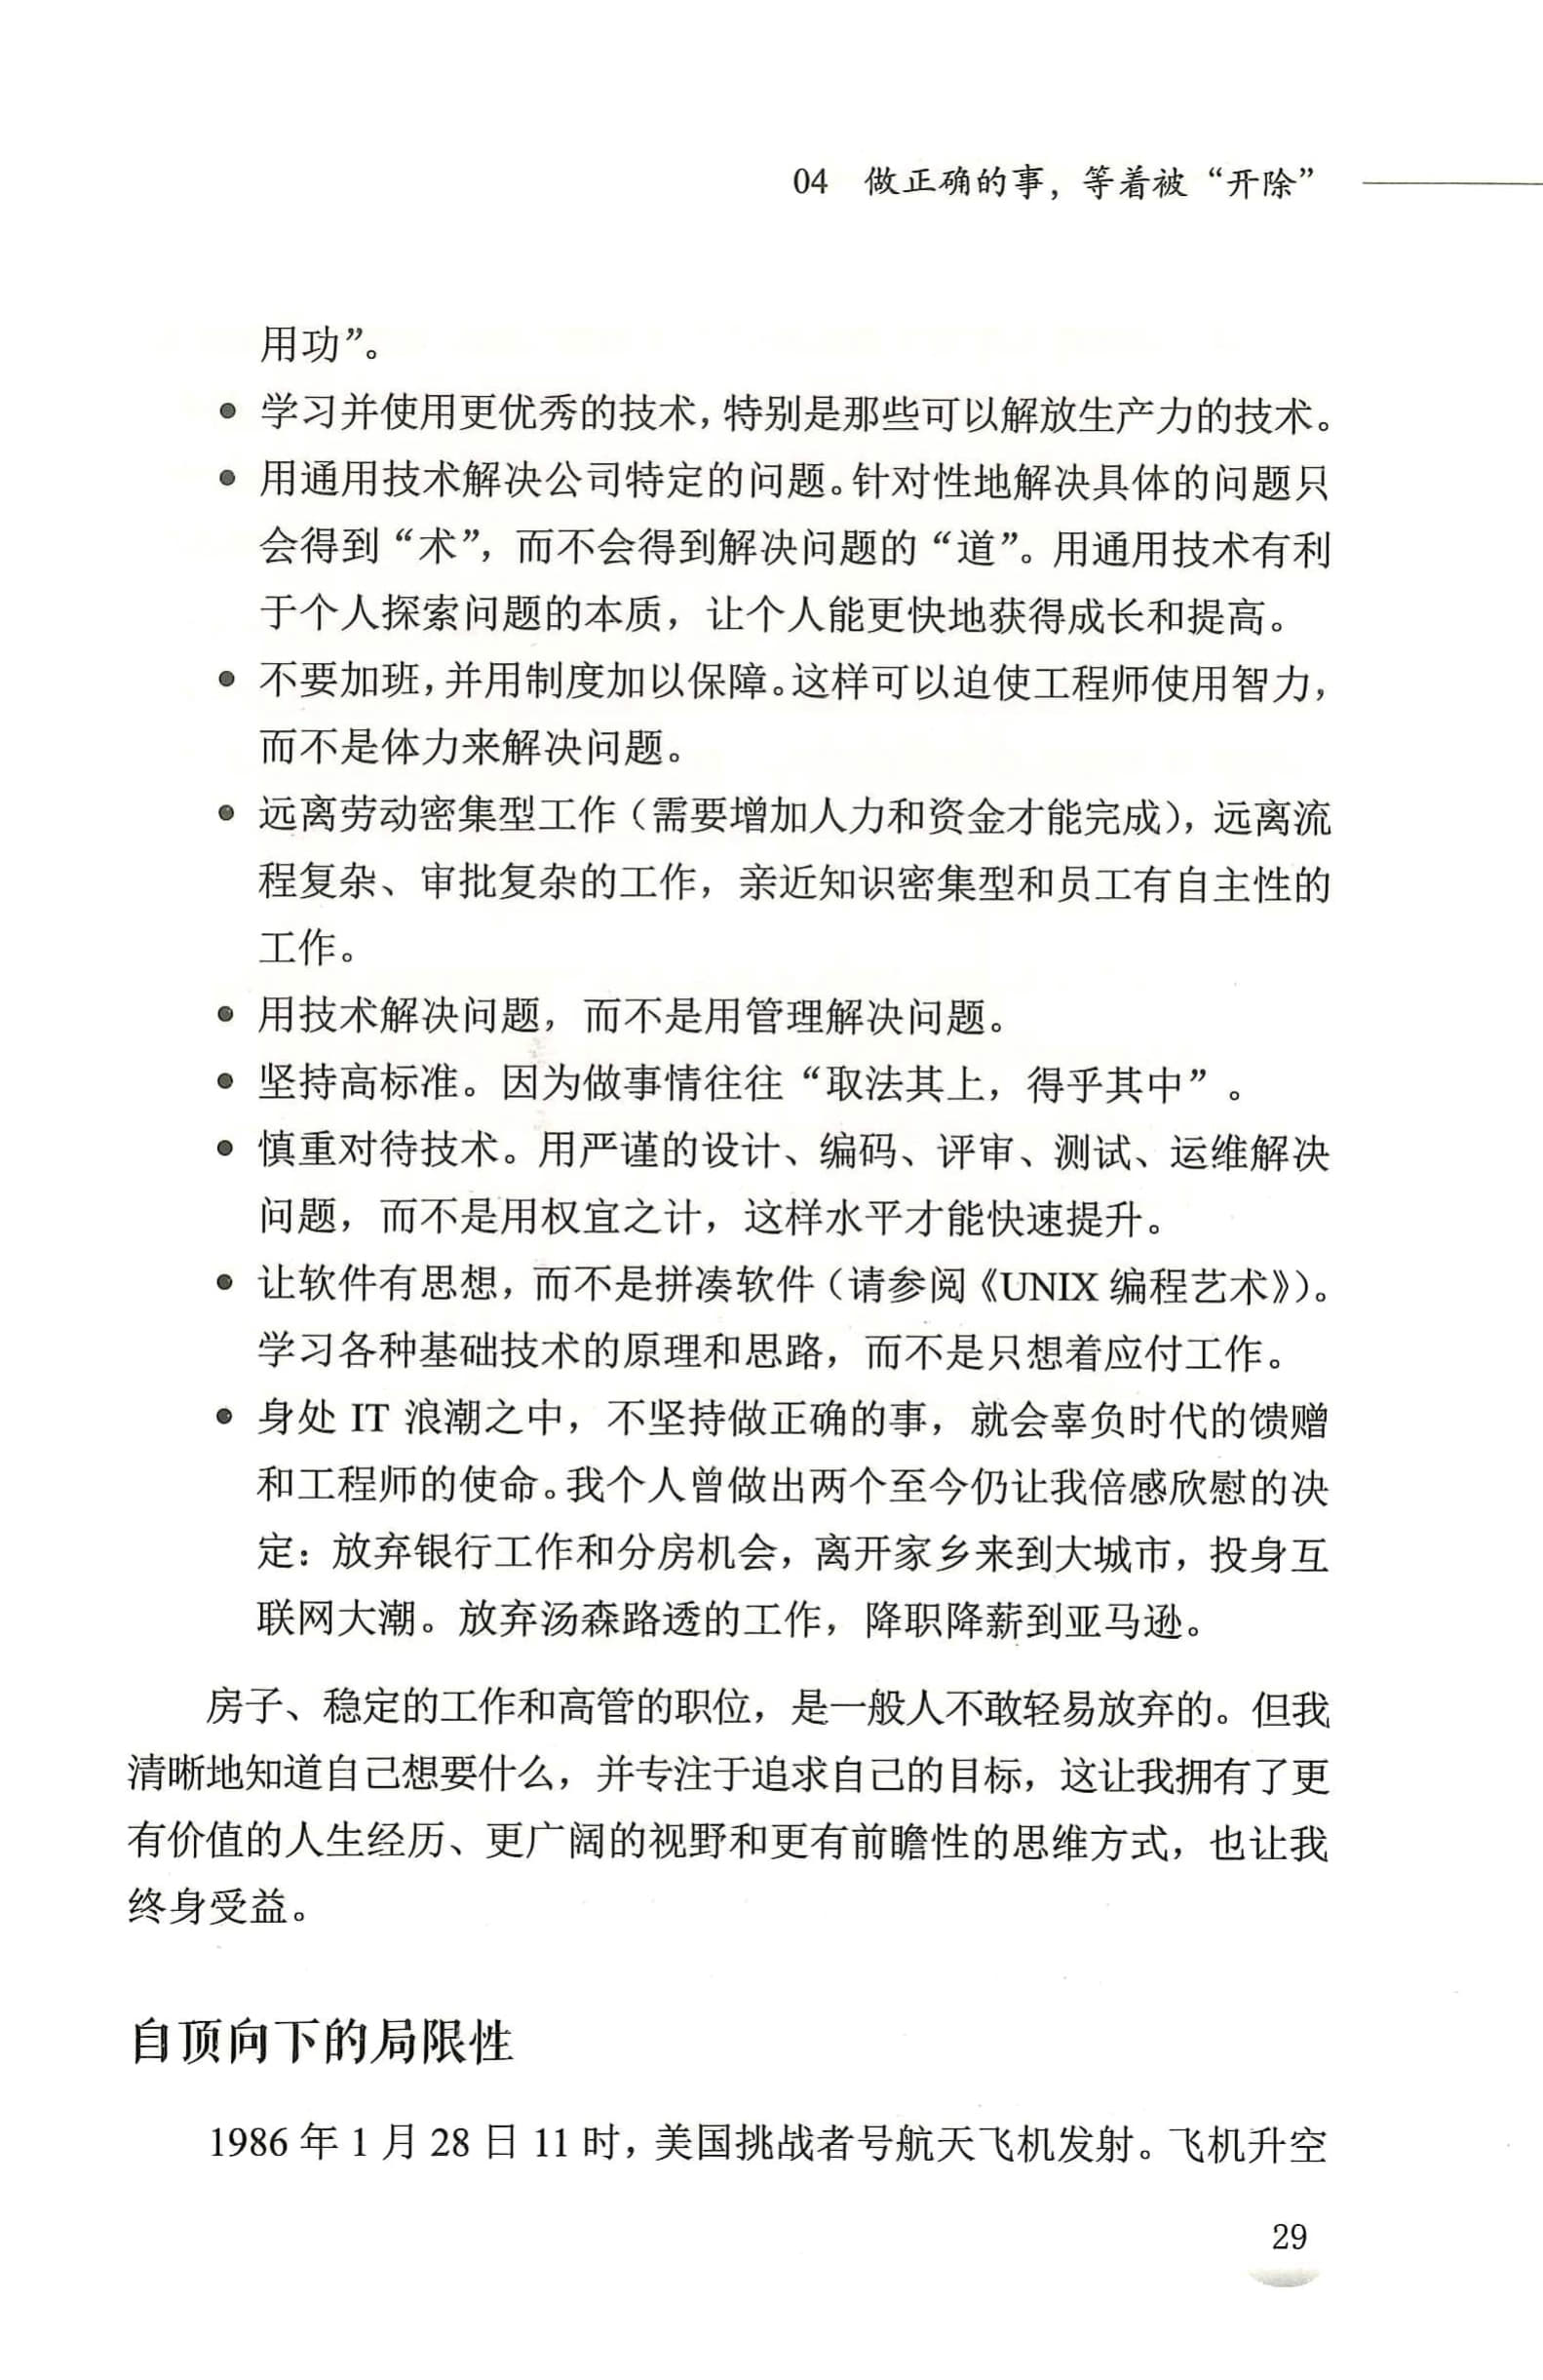 04 做正确的事，等着被“开除”
用功”。
● 学习并使用更优秀的技术，特别是那些可以解放生产力的技术。
● 用通用技术解决公司特定的问题。针对性地解决具体的问题只
会得到“术”，而不会得到解决问题的“道”。用通用技术有利
于个人探索问题的本质，让个人能更快地获得成长和提高。
● 不要加班，并用制度加以保障。这样可以迫使工程师使用智力，
而不是体力来解决问题。
● 远离劳动密集型工作（需要增加人力和资金才能完成），远离流
程复杂、审批复杂的工作，亲近知识密集型和员工有自主性的
工作。
● 用技术解决问题，而不是用管理解决问题。
● 坚持高标准。因为做事情往往“取法其上，得乎其中”。
● 慎重对待技术。用严谨的设计、编码、评审、测试、运维解决
问题，而不是用权宜之计，这样水平才能快速提升。
● 让软件有思想，而不是拼凑软件（请参阅《UNIX 编程艺术》）。
学习各种基础技术的原理和思路，而不是只想着应付工作。
● 身处 IT 浪潮之中，不坚持做正确的事，就会辜负时代的馈赠
和工程师的使命。我个人曾做出两个至今仍让我倍感欣慰的决
定：放弃银行工作和分房机会，离开家乡来到大城市，投身互
联网大潮。放弃汤森路透的工作，降职降薪到亚马逊。
房子、稳定的工作和高管的职位，是一般人不敢轻易放弃的。但我
清晰地知道自己想要什么，并专注于追求自己的目标，这让我拥有了更
有价值的人生经历、更广阔的视野和更有前瞻性的思维方式，也让我
终身受益。
自顶向下的局限性
1986 年 1 月 28 日 11 时，美国挑战者号航天飞机发射。飞机升空
29